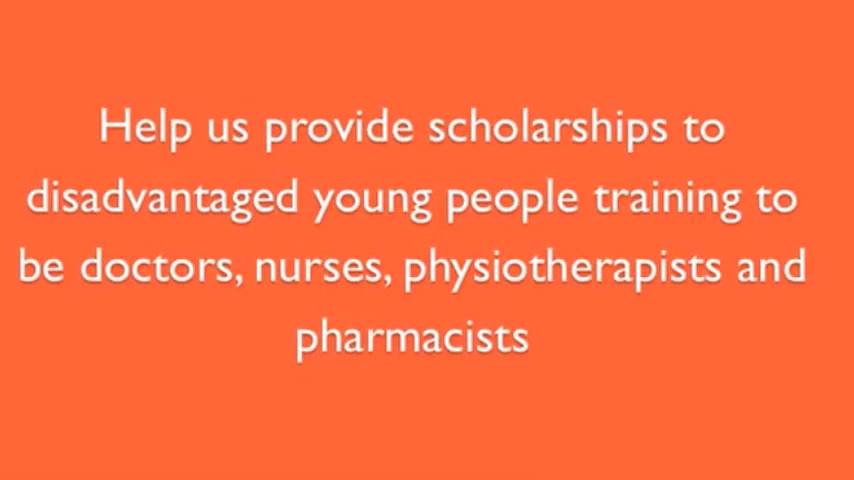 Help us provide scholarships to
disadvantaged young people training to
be doctors, nurses, physiotherapists and
pharmacists